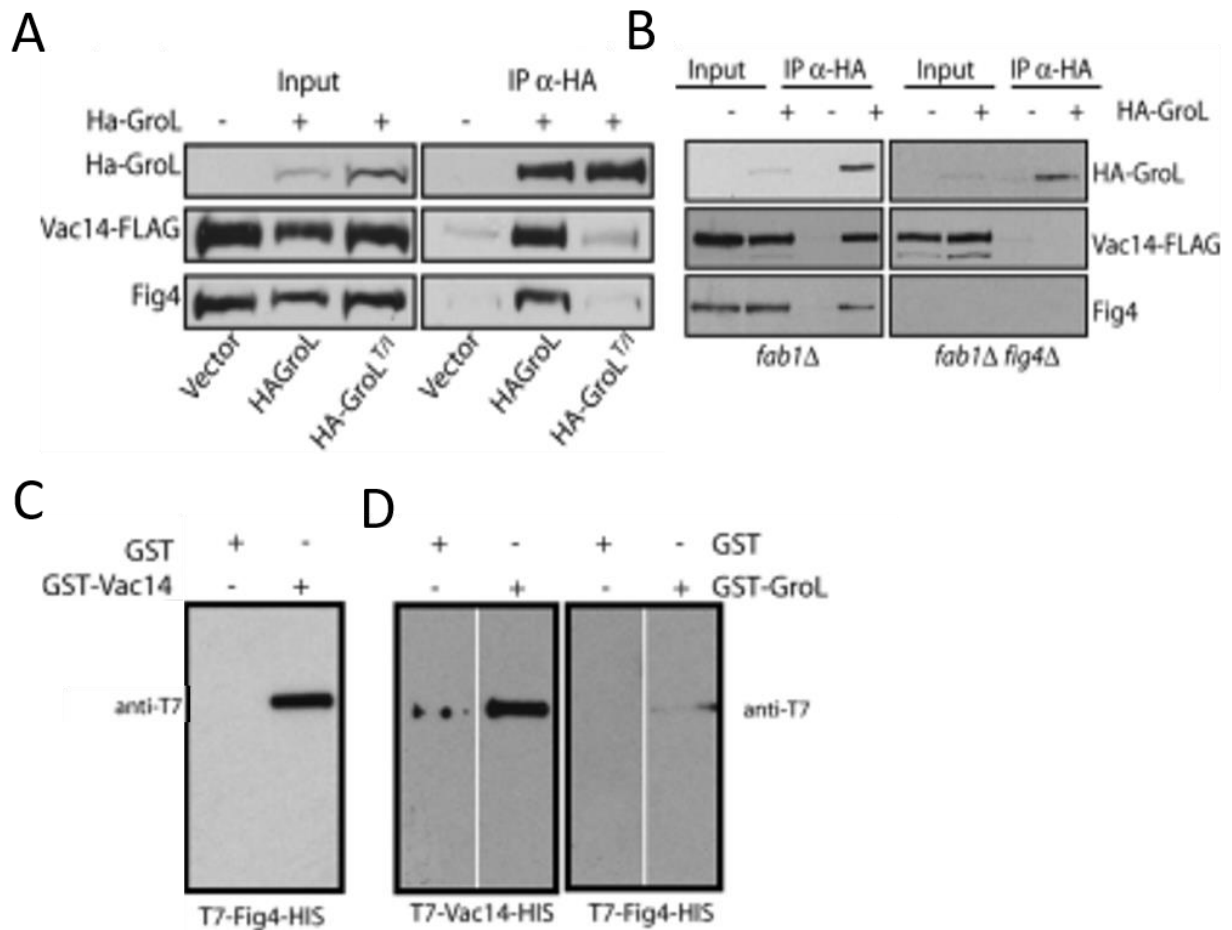 A
Input IP α-HA
Ha-GroL - + + - + +
Ha-GroL
Vac14-FLAG
Fig4
Vector HAGroL HA-GroL T/I Vector HAGroL HA-GroL T/I
B
Input IP α-HA Input IP α-HA
- + - + - + - + HA-GroL
HA-GroL
Vac14-FLAG
Fig4
fab1Δ fab1Δ fig4Δ
C
GST + -
GST-Vac14 - +
anti-T7
T7-Fig4-HIS
D
+ - + - GST
- + - + GST-GroL
anti-T7
T7-Vac14-HIS T7-Fig4-HIS